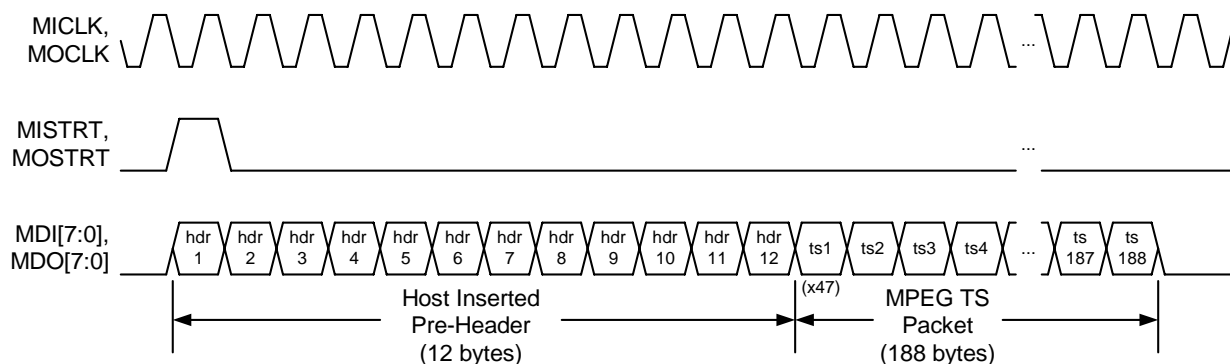 MICLK,
MOCLK
...
MISTRT,
MOSTRT
...
MDI[7:0],
MDO[7:0]
hdr
1
hdr
2
hdr
3
hdr
4
hdr
5
hdr
6
hdr
7
hdr
8
hdr
9
hdr
10
hdr
11
hdr
12
ts1
ts2
ts3
ts4
...
ts
187
ts
188
(x47)
Host Inserted
Pre-Header
(12 bytes)
MPEG TS
Packet
(188 bytes)